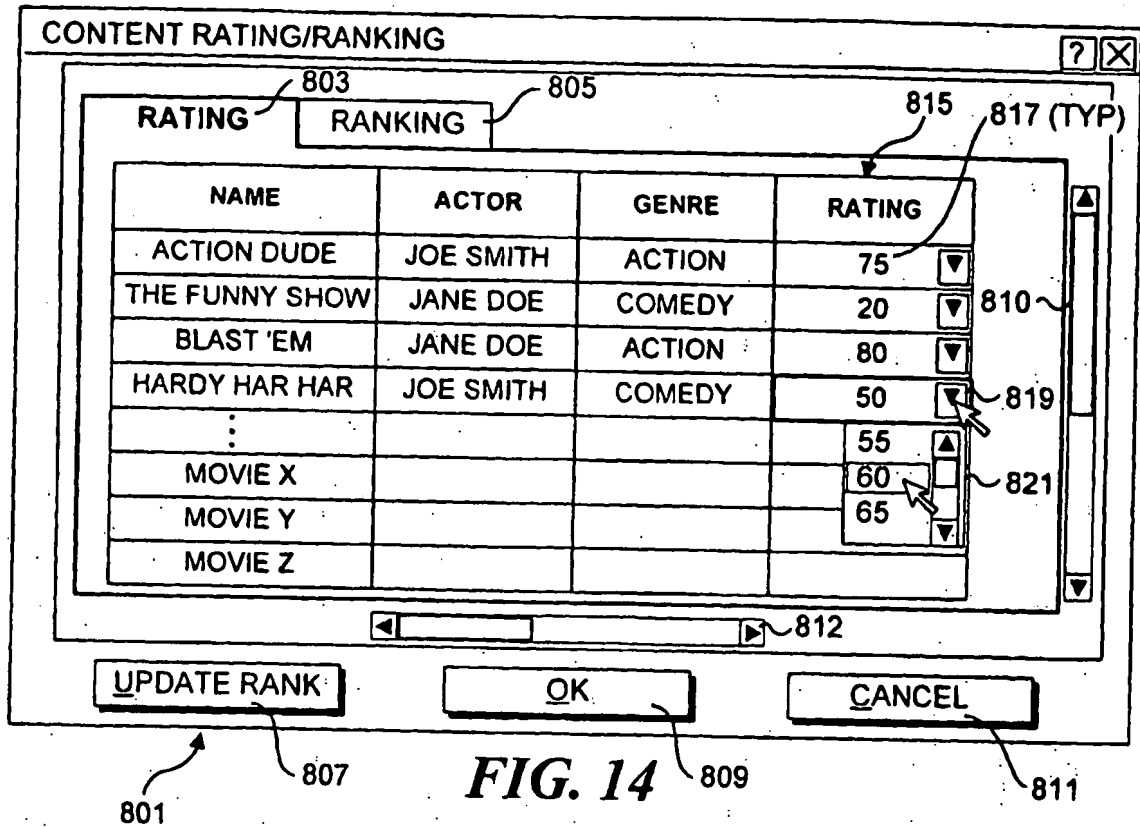 CONTENT RATING/RANKING ? X
803 805 815 817 (TYP)
RATING RANKING
NAME ACTOR GENRE RATING
ACTION DUDE JOE SMITH ACTION 75
THE FUNNY SHOW JANE DOE COMEDY 20 810
BLAST 'EM JANE DOE ACTION 80
HARDY HAR HAR JOE SMITH COMEDY 50 819
⋮ 55
MOVIE X 60 821
MOVIE Y 65
MOVIE Z
812
UPDATE RANK OK CANCEL
801 807 FIG. 14 809 811